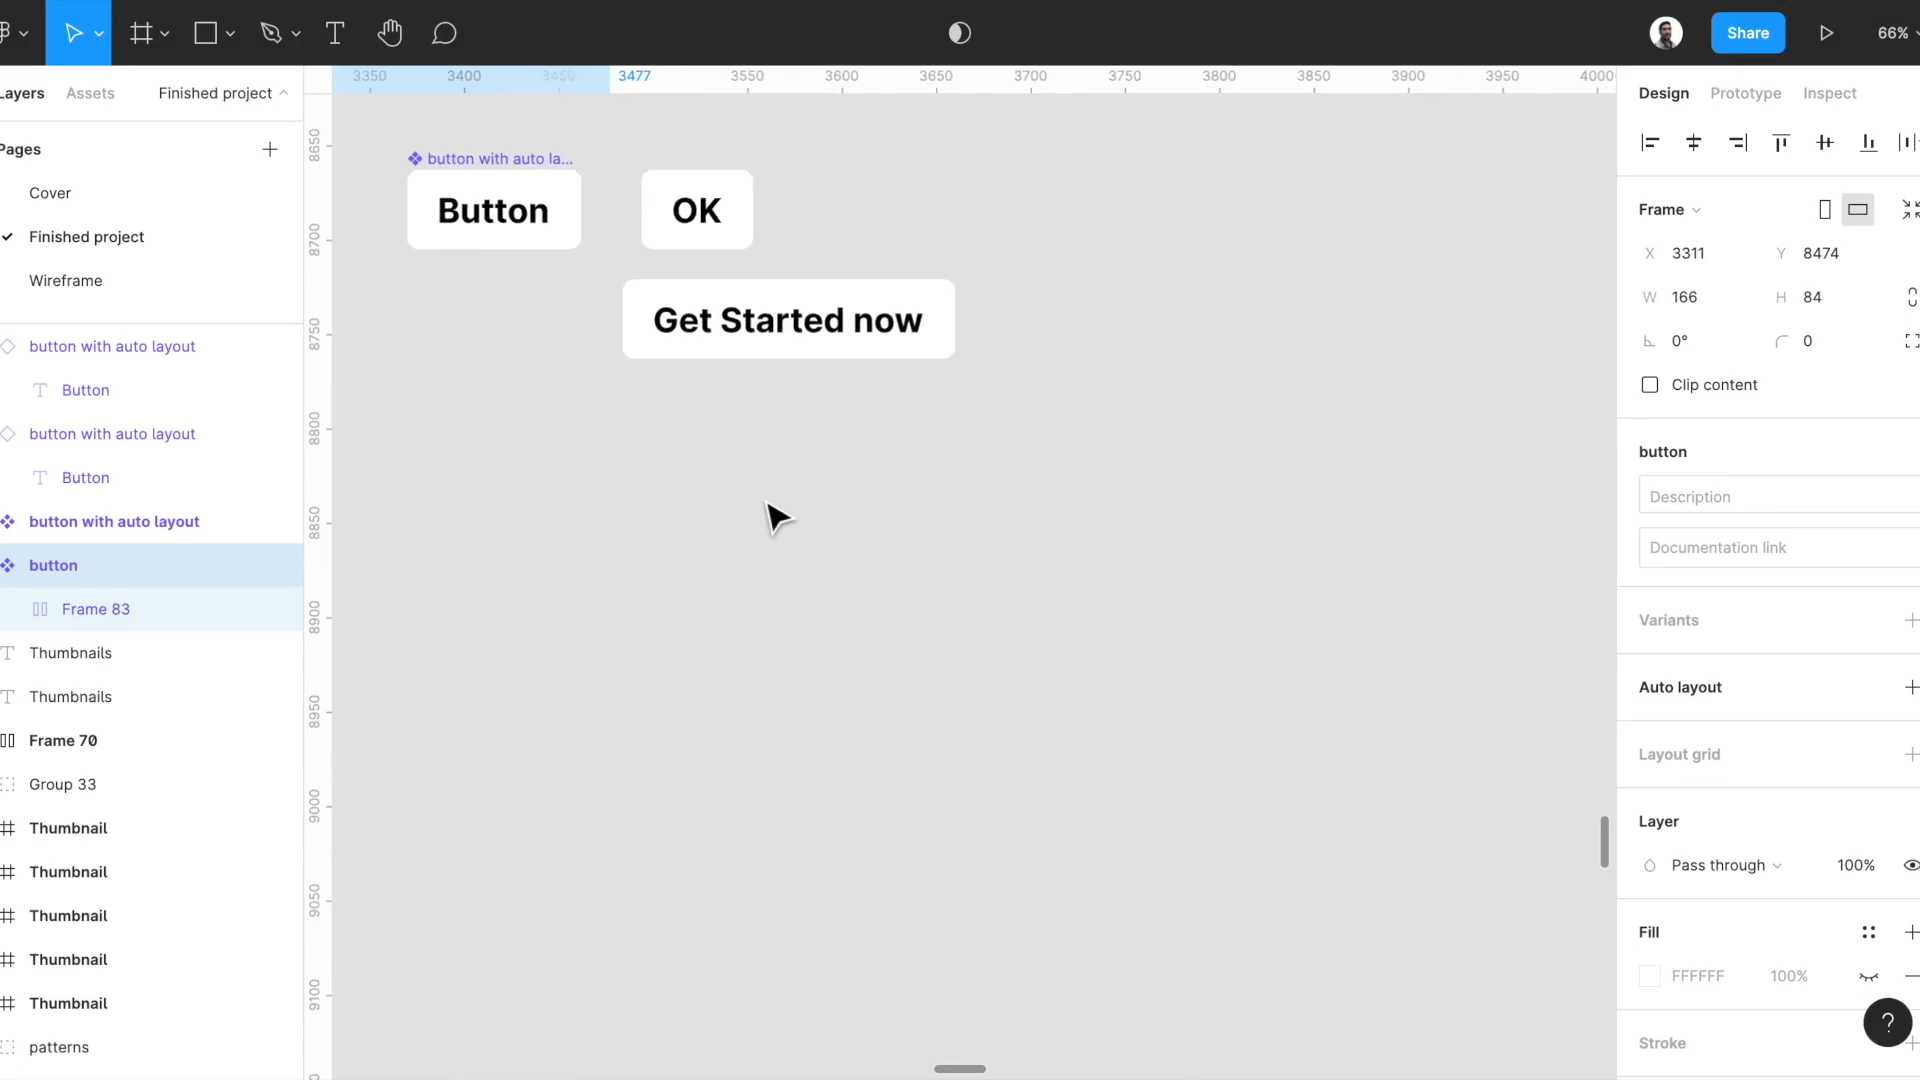 Share
66%
Layers
Assets
Finished project
3350
3400
3450
3477
3550
3600
3650
3700
3750
3800
3850
3900
3950
4000
Design
Prototype
Inspect
Pages
Cover
Finished project
Wireframe
button with auto layout
Button
button with auto layout
Button
button with auto layout
button
Frame 83
Thumbnails
Thumbnails
Frame 70
Group 33
Thumbnail
Thumbnail
Thumbnail
Thumbnail
Thumbnail
patterns
8650
8700
8750
8800
8850
8900
8950
9000
9050
9100
button with auto la...
Button
OK
Get Started now
Frame
X 3311
Y 8474
W 166
H 84
0°
0
Clip content
button
Description
Documentation link
Variants
Auto layout
Layout grid
Layer
Pass through
100%
Fill
FFFFFF
100%
?
Stroke